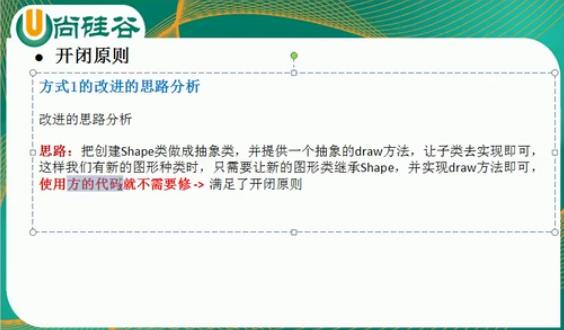 尚硅谷
• 开闭原则
方式1的改进的思路分析
改进的思路分析
思路：把创建Shape类做成抽象类，并提供一个抽象的draw方法，让子类去实现即可，
这样我们有新的图形种类时，只需要让新的图形类继承Shape，并实现draw方法即可，
使用方的代码就不需要修 -> 满足了开闭原则